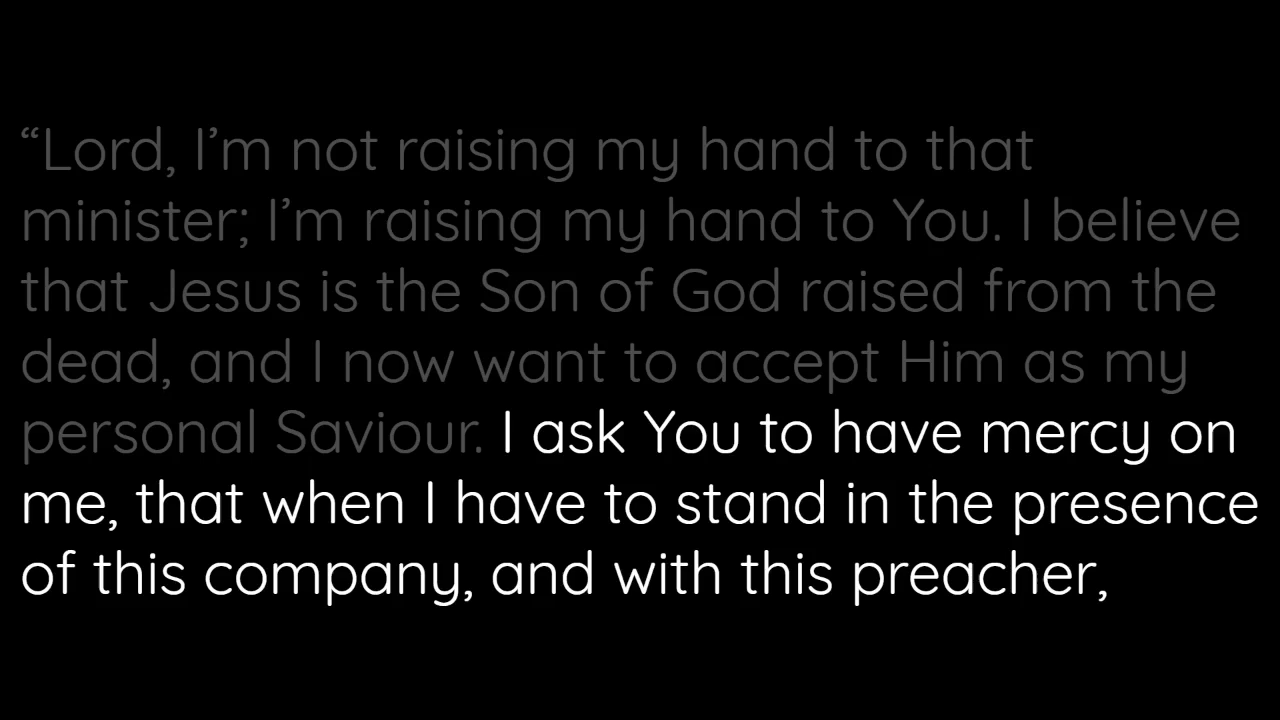 “Lord, I’m not raising my hand to that
minister; I’m raising my hand to You. I believe
that Jesus is the Son of God raised from the
dead, and I now want to accept Him as my
personal Saviour. I ask You to have mercy on
me, that when I have to stand in the presence
of this company, and with this preacher,